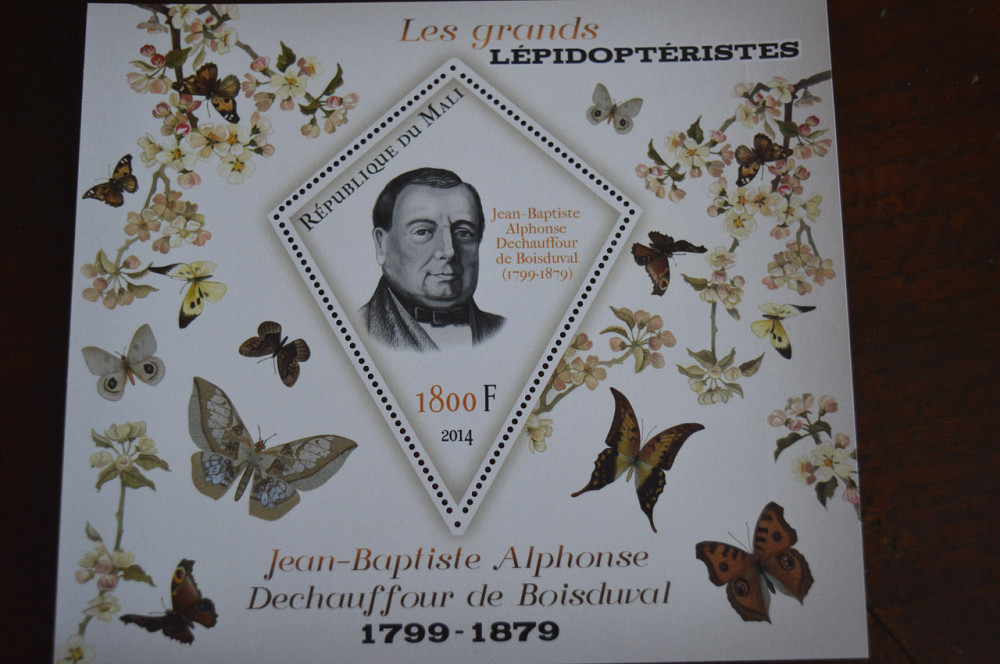 Les grands
LÉPIDOPTÉRISTES
RÉPUBLIQUE DU MALI
Jean-Baptiste
Alphonse
Dechauffour
de Boisduval
(1799-1879)
1800 F
2014
Jean-Baptiste Alphonse
Dechauffour de Boisduval
1799-1879